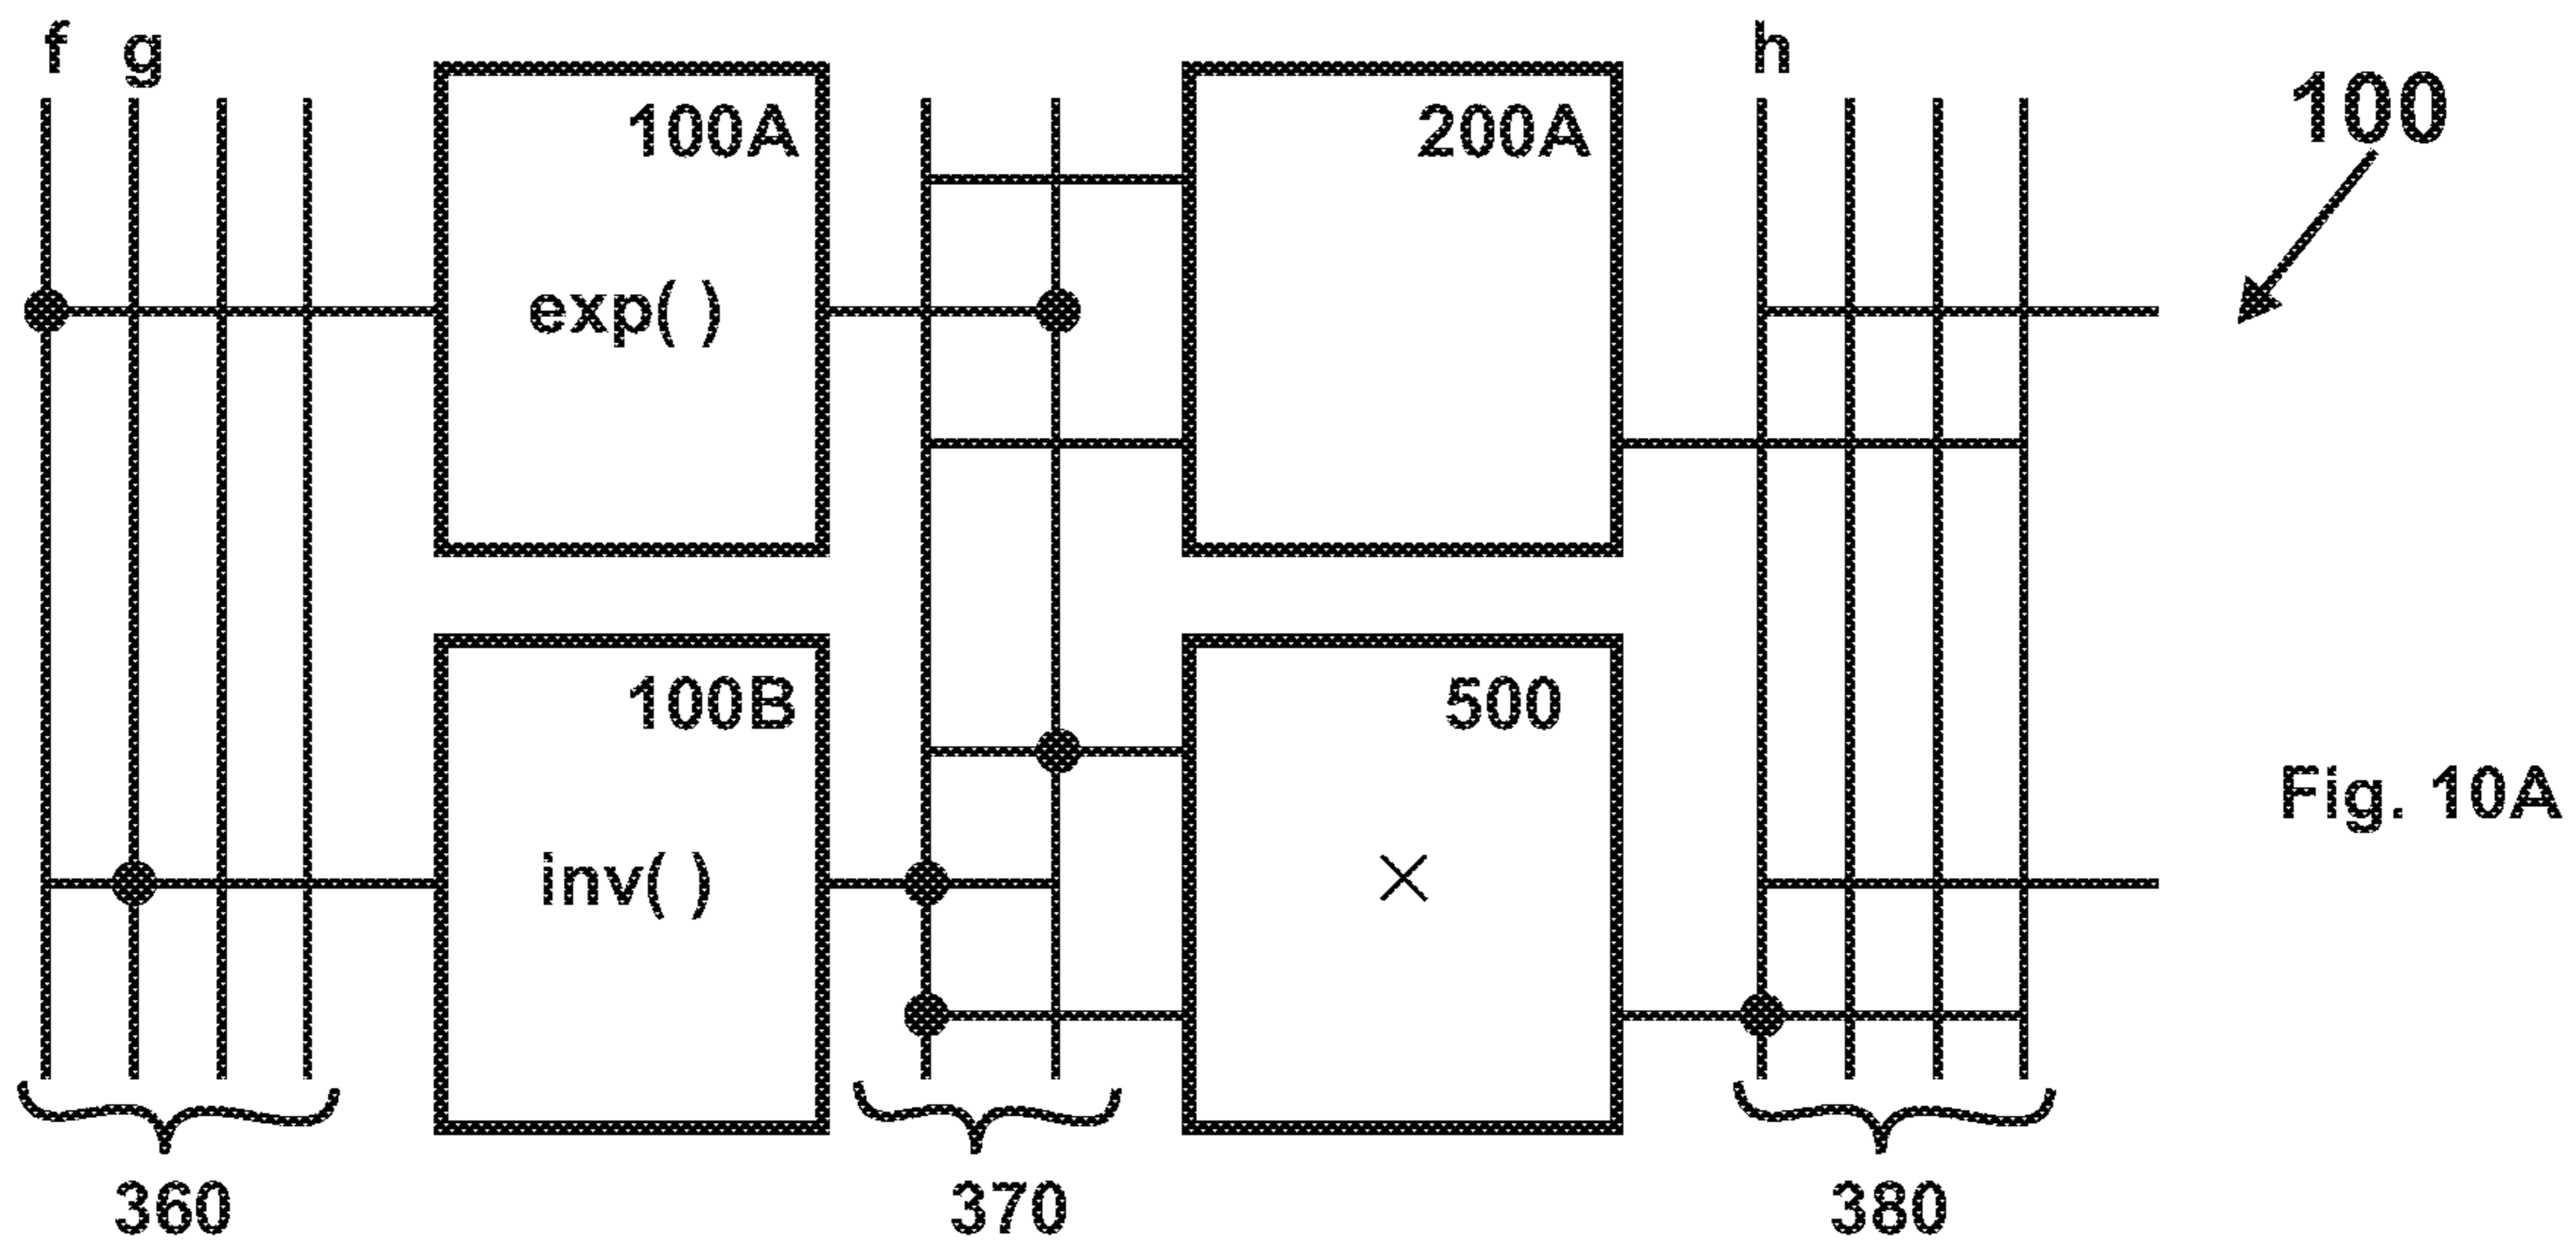 f g h
100A 200A 100
exp( )
100B 500
inv( ) × Fig. 10A
360 370 380